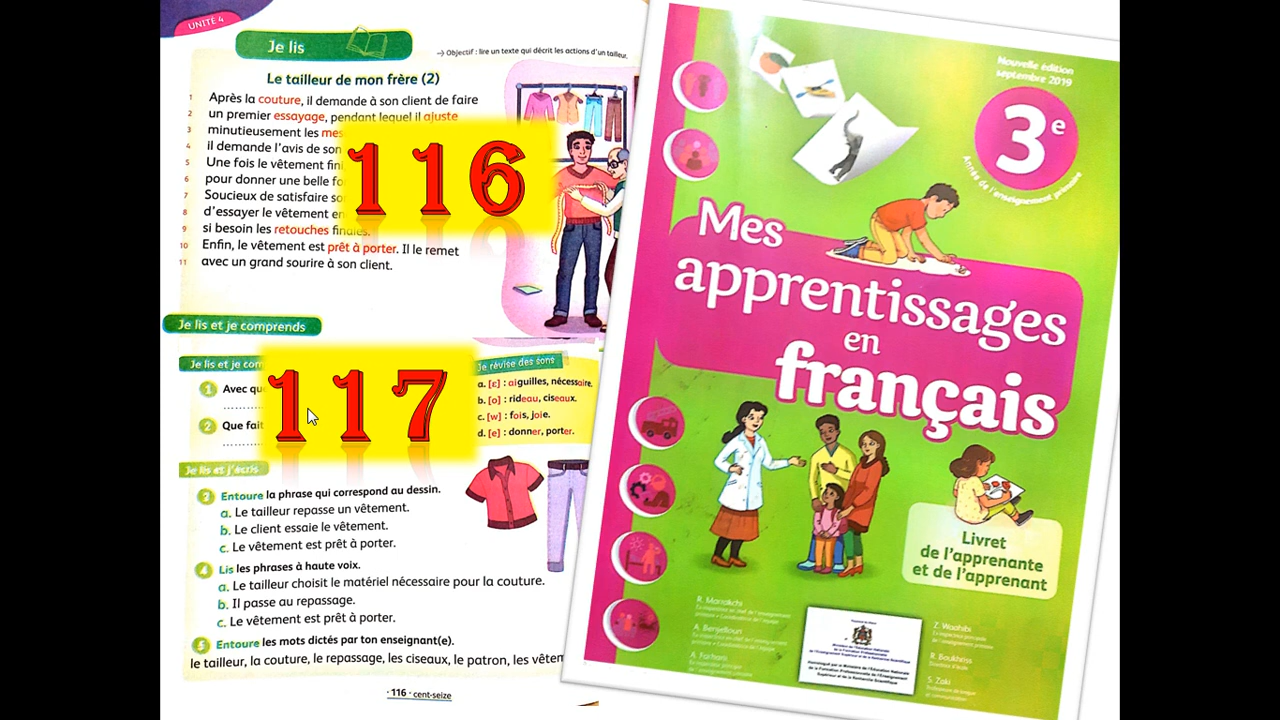 UNITÉ 4
Je lis
→ Objectif : lire un texte qui décrit les actions d'un tailleur.
Le tailleur de mon frère (2)
1 Après la couture, il demande à son client de faire
2 un premier essayage, pendant lequel il ajuste
3 minutieusement les mes
4 il demande l'avis de son
5 Une fois le vêtement fini
6 pour donner une belle fo
7 Soucieux de satisfaire so
8 d'essayer le vêtement en
9 si besoin les retouches finales.
10 Enfin, le vêtement est prêt à porter. Il le remet
11 avec un grand sourire à son client.
116
Je lis et je comprends
Je lis et je com
1 Avec qu
..........
2 Que fait
..........
117
Je révise des sons
a. [ɛ] : aiguilles, nécessaire.
b. [o] : rideau, ciseaux.
c. [w] : fois, joie.
d. [e] : donner, porter.
Je lis et j'écris
3 Entoure la phrase qui correspond au dessin.
a. Le tailleur repasse un vêtement.
b. Le client essaie le vêtement.
c. Le vêtement est prêt à porter.
4 Lis les phrases à haute voix.
a. Le tailleur choisit le matériel nécessaire pour la couture.
b. Il passe au repassage.
c. Le vêtement est prêt à porter.
5 Entoure les mots dictés par ton enseignant(e).
le tailleur, la couture, le repassage, les ciseaux, le patron, les vêtem
· 116 · cent-seize
Nouvelle édition
septembre 2019
3e
Année de l'enseignement primaire
Mes
apprentissages
en
français
Livret
de l'apprenante
et de l'apprenant
R. Marrakchi
A. Benjelloun
A. Farhani
Z. Waahibi
R. Boukhliss
S. Zaki